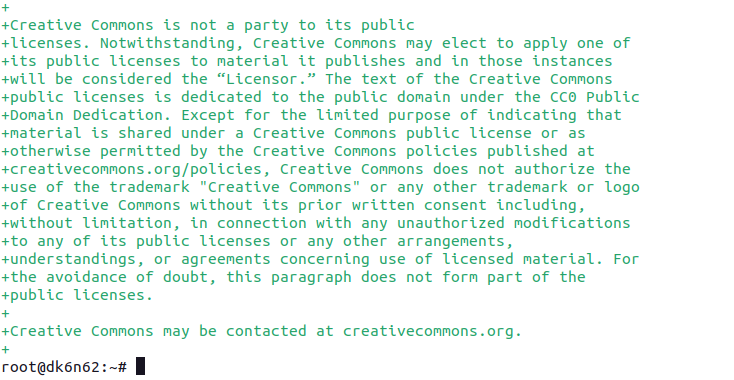 +
+Creative Commons is not a party to its public
+licenses. Notwithstanding, Creative Commons may elect to apply one of
+its public licenses to material it publishes and in those instances
+will be considered the “Licensor.” The text of the Creative Commons
+public licenses is dedicated to the public domain under the CC0 Public
+Domain Dedication. Except for the limited purpose of indicating that
+material is shared under a Creative Commons public license or as
+otherwise permitted by the Creative Commons policies published at
+creativecommons.org/policies, Creative Commons does not authorize the
+use of the trademark "Creative Commons" or any other trademark or logo
+of Creative Commons without its prior written consent including,
+without limitation, in connection with any unauthorized modifications
+to any of its public licenses or any other arrangements,
+understandings, or agreements concerning use of licensed material. For
+the avoidance of doubt, this paragraph does not form part of the
+public licenses.
+
+Creative Commons may be contacted at creativecommons.org.
+
root@dk6n62:~#